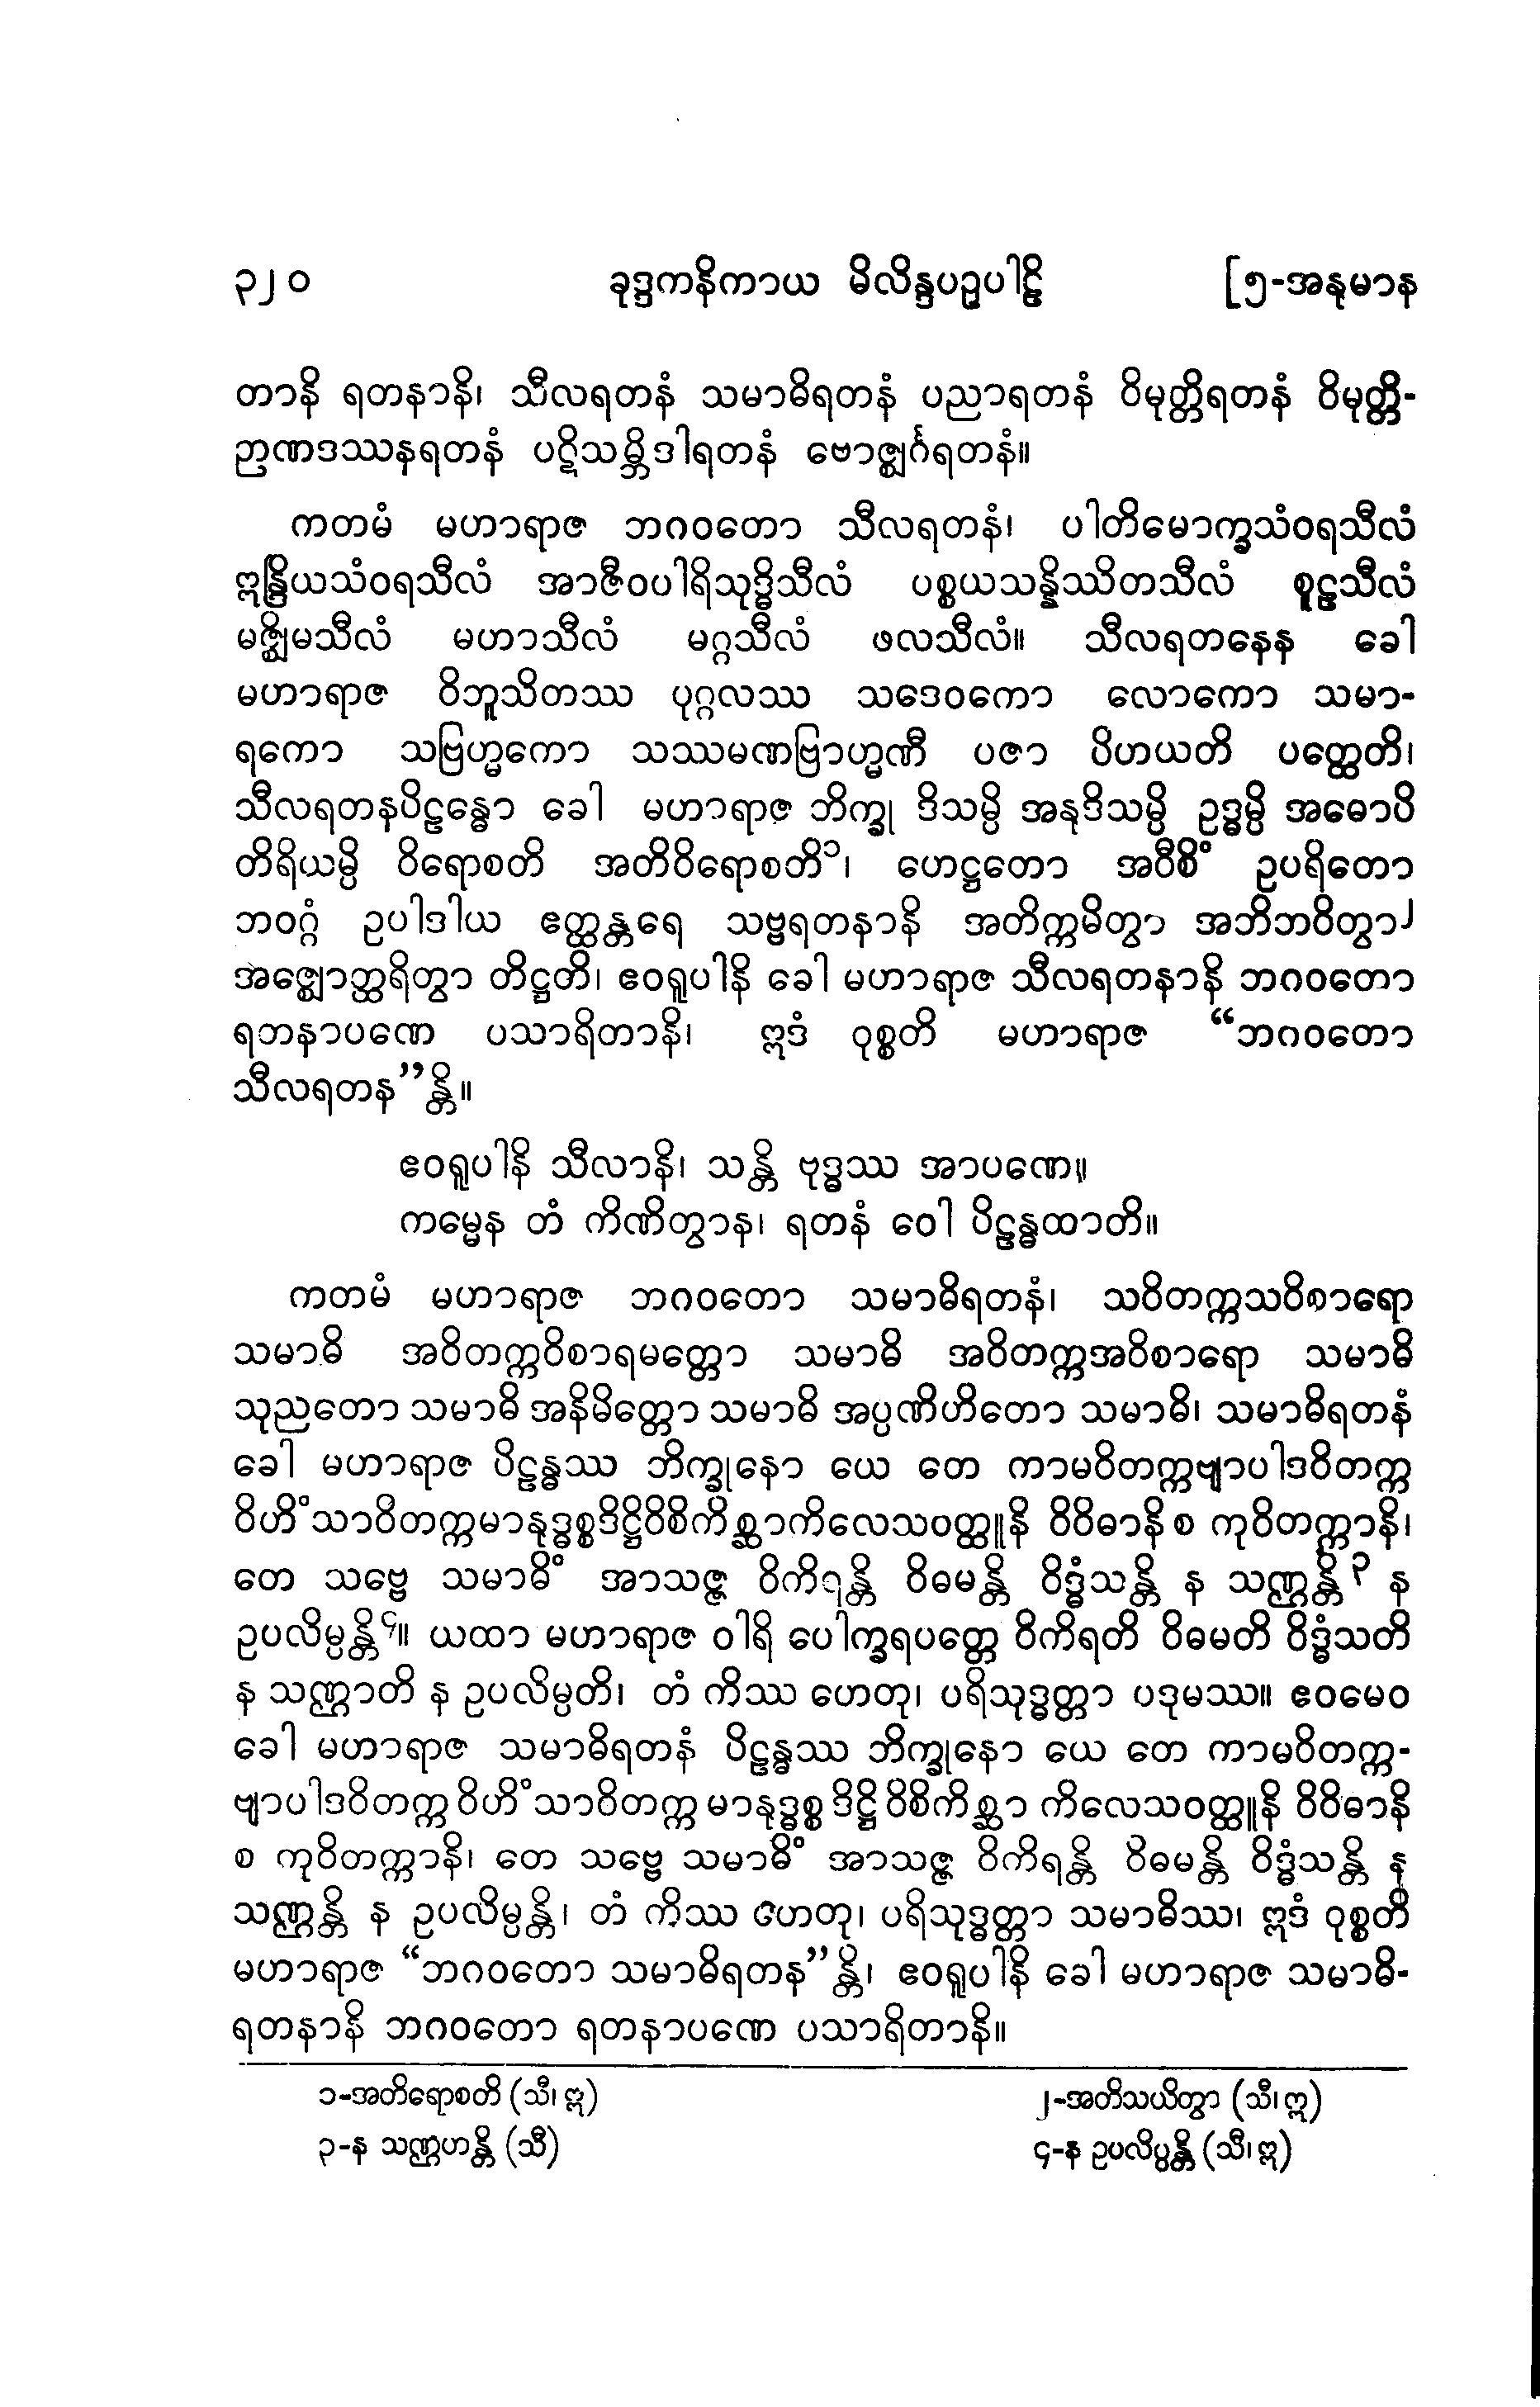 ၃၂၀ ခုဒ္ဒကနိကာယ မိလိန္ဒပဉှပါဠိ [၅-အနုမာန
တာနိ ရတနာနိ၊ သီလရတနံ သမာဓိရတနံ ပညာရတနံ ဝိမုတ္တိရတနံ ဝိမုတ္တိ-
ဉာဏဒဿနရတနံ ပဋိသမ္ဘိဒါရတနံ ဗောဇ္ဈင်္ဂရတနံ။
ကတမံ မဟာရာဇ ဘဂဝတော သီလရတနံ၊ ပါတိမောက္ခသံဝရသီလံ
ဣန္ဒြိယသံဝရသီလံ အာဇီဝပါရိသုဒ္ဓိသီလံ ပစ္စယသန္နိဿိတသီလံ စူဠသီလံ
မဇ္ဈိမသီလံ မဟာသီလံ မဂ္ဂသီလံ ဖလသီလံ။ သီလရတနေန ခေါ
မဟာရာဇ ဝိဘူသိတဿ ပုဂ္ဂလဿ သဒေဝကော လောကော သမာ-
ရကော သဗြဟ္မကော သဿမဏဗြာဟ္မဏီ ပဇာ ပိဟယတိ ပတ္ထေတိ၊
သီလရတနပိဠန္ဓော ခေါ မဟာရာဇ ဘိက္ခု ဒိသမ္ပိ အနုဒိသမ္ပိ ဥဒ္ဓမ္ပိ အဓောပိ
တိရိယမ္ပိ ဝိရောစတိ အတိဝိရောစတိ၁၊ ဟေဋ္ဌတော အဝီစိံ ဥပရိတော
ဘဝဂ္ဂံ ဥပါဒါယ ဧတ္ထန္တရေ သဗ္ဗရတနာနိ အတိက္ကမိတွာ အဘိဘဝိတွာ၂
အဇ္ဈောတ္ထရိတွာ တိဋ္ဌတိ၊ ဧဝရူပါနိ ခေါ မဟာရာဇ သီလရတနာနိ ဘဂဝတော
ရတနာပဏေ ပသာရိတာနိ၊ ဣဒံ ဝုစ္စတိ မဟာရာဇ “ဘဂဝတော
သီလရတန”န္တိ။
ဧဝရူပါနိ သီလာနိ၊ သန္တိ ဗုဒ္ဓဿ အာပဏေ။
ကမ္မေန တံ ကိဏိတွာန၊ ရတနံ ဝေါ ပိဠန္ဓထာတိ။
ကတမံ မဟာရာဇ ဘဂဝတော သမာဓိရတနံ၊ သဝိတက္ကသဝိစာရော
သမာဓိ အဝိတက္ကဝိစာရမတ္တော သမာဓိ အဝိတက္ကအဝိစာရော သမာဓိ
သုညတော သမာဓိ အနိမိတ္တော သမာဓိ အပ္ပဏိဟိတော သမာဓိ၊ သမာဓိရတနံ
ခေါ မဟာရာဇ ပိဠန္ဓဿ ဘိက္ခုနော ယေ တေ ကာမဝိတက္ကဗျာပါဒဝိတက္က
ဝိဟိံသာဝိတက္ကမာနုဒ္ဓစ္စဒိဋ္ဌိဝိစိကိစ္ဆာကိလေသဝတ္ထူနိ ဝိဝိဓာနိ စ ကုဝိတက္ကာနိ၊
တေ သဗ္ဗေ သမာဓိံ အာသဇ္ဇ ဝိကိရန္တိ ဝိဓမန္တိ ဝိဒ္ဓံသန္တိ န သဏ္ဌန္တိ၃ န
ဥပလိမ္ပန္တိ၄။ ယထာ မဟာရာဇ ဝါရိ ပေါက္ခရပတ္တေ ဝိကိရတိ ဝိဓမတိ ဝိဒ္ဓံသတိ
န သဏ္ဌာတိ န ဥပလိမ္ပတိ၊ တံ ကိဿ ဟေတု၊ ပရိသုဒ္ဓတ္တာ ပဒုမဿ။ ဧဝမေဝ
ခေါ မဟာရာဇ သမာဓိရတနံ ပိဠန္ဓဿ ဘိက္ခုနော ယေ တေ ကာမဝိတက္က-
ဗျာပါဒဝိတက္က ဝိဟိံသာဝိတက္က မာနုဒ္ဓစ္စ ဒိဋ္ဌိ ဝိစိကိစ္ဆာ ကိလေသဝတ္ထူနိ ဝိဝိဓာနိ
စ ကုဝိတက္ကာနိ၊ တေ သဗ္ဗေ သမာဓိံ အာသဇ္ဇ ဝိကိရန္တိ ဝိဓမန္တိ ဝိဒ္ဓံသန္တိ န
သဏ္ဌန္တိ န ဥပလိမ္ပန္တိ၊ တံ ကိဿ ဟေတု၊ ပရိသုဒ္ဓတ္တာ သမာဓိဿ၊ ဣဒံ ဝုစ္စတိ
မဟာရာဇ “ဘဂဝတော သမာဓိရတန”န္တိ၊ ဧဝရူပါနိ ခေါ မဟာရာဇ သမာဓိ-
ရတနာနိ ဘဂဝတော ရတနာပဏေ ပသာရိတာနိ။
၁-အတိရောစတိ (သီ၊ ဣ) ၂-အတိသယိတွာ (သီ၊ ဣ)
၃-န သဏ္ဌဟန္တိ (သီ) ၄-န ဥပလိပ္ပန္တိ (သီ၊ ဣ)